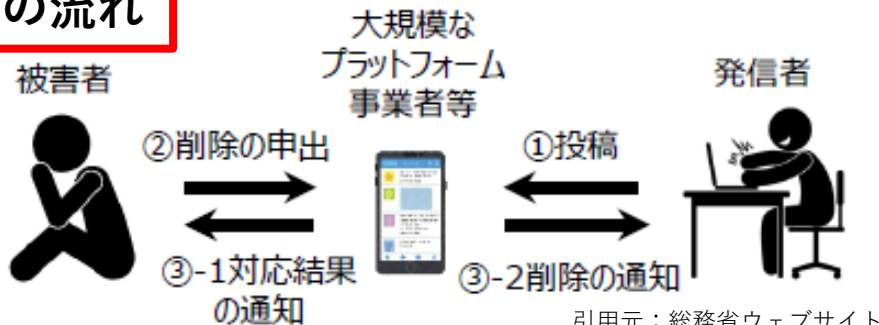 の流れ
被害者
大規模な
プラットフォーム
事業者等
発信者
②削除の申出
①投稿
③-1対応結果
の通知
③-2削除の通知
引用元：総務省ウェブサイト